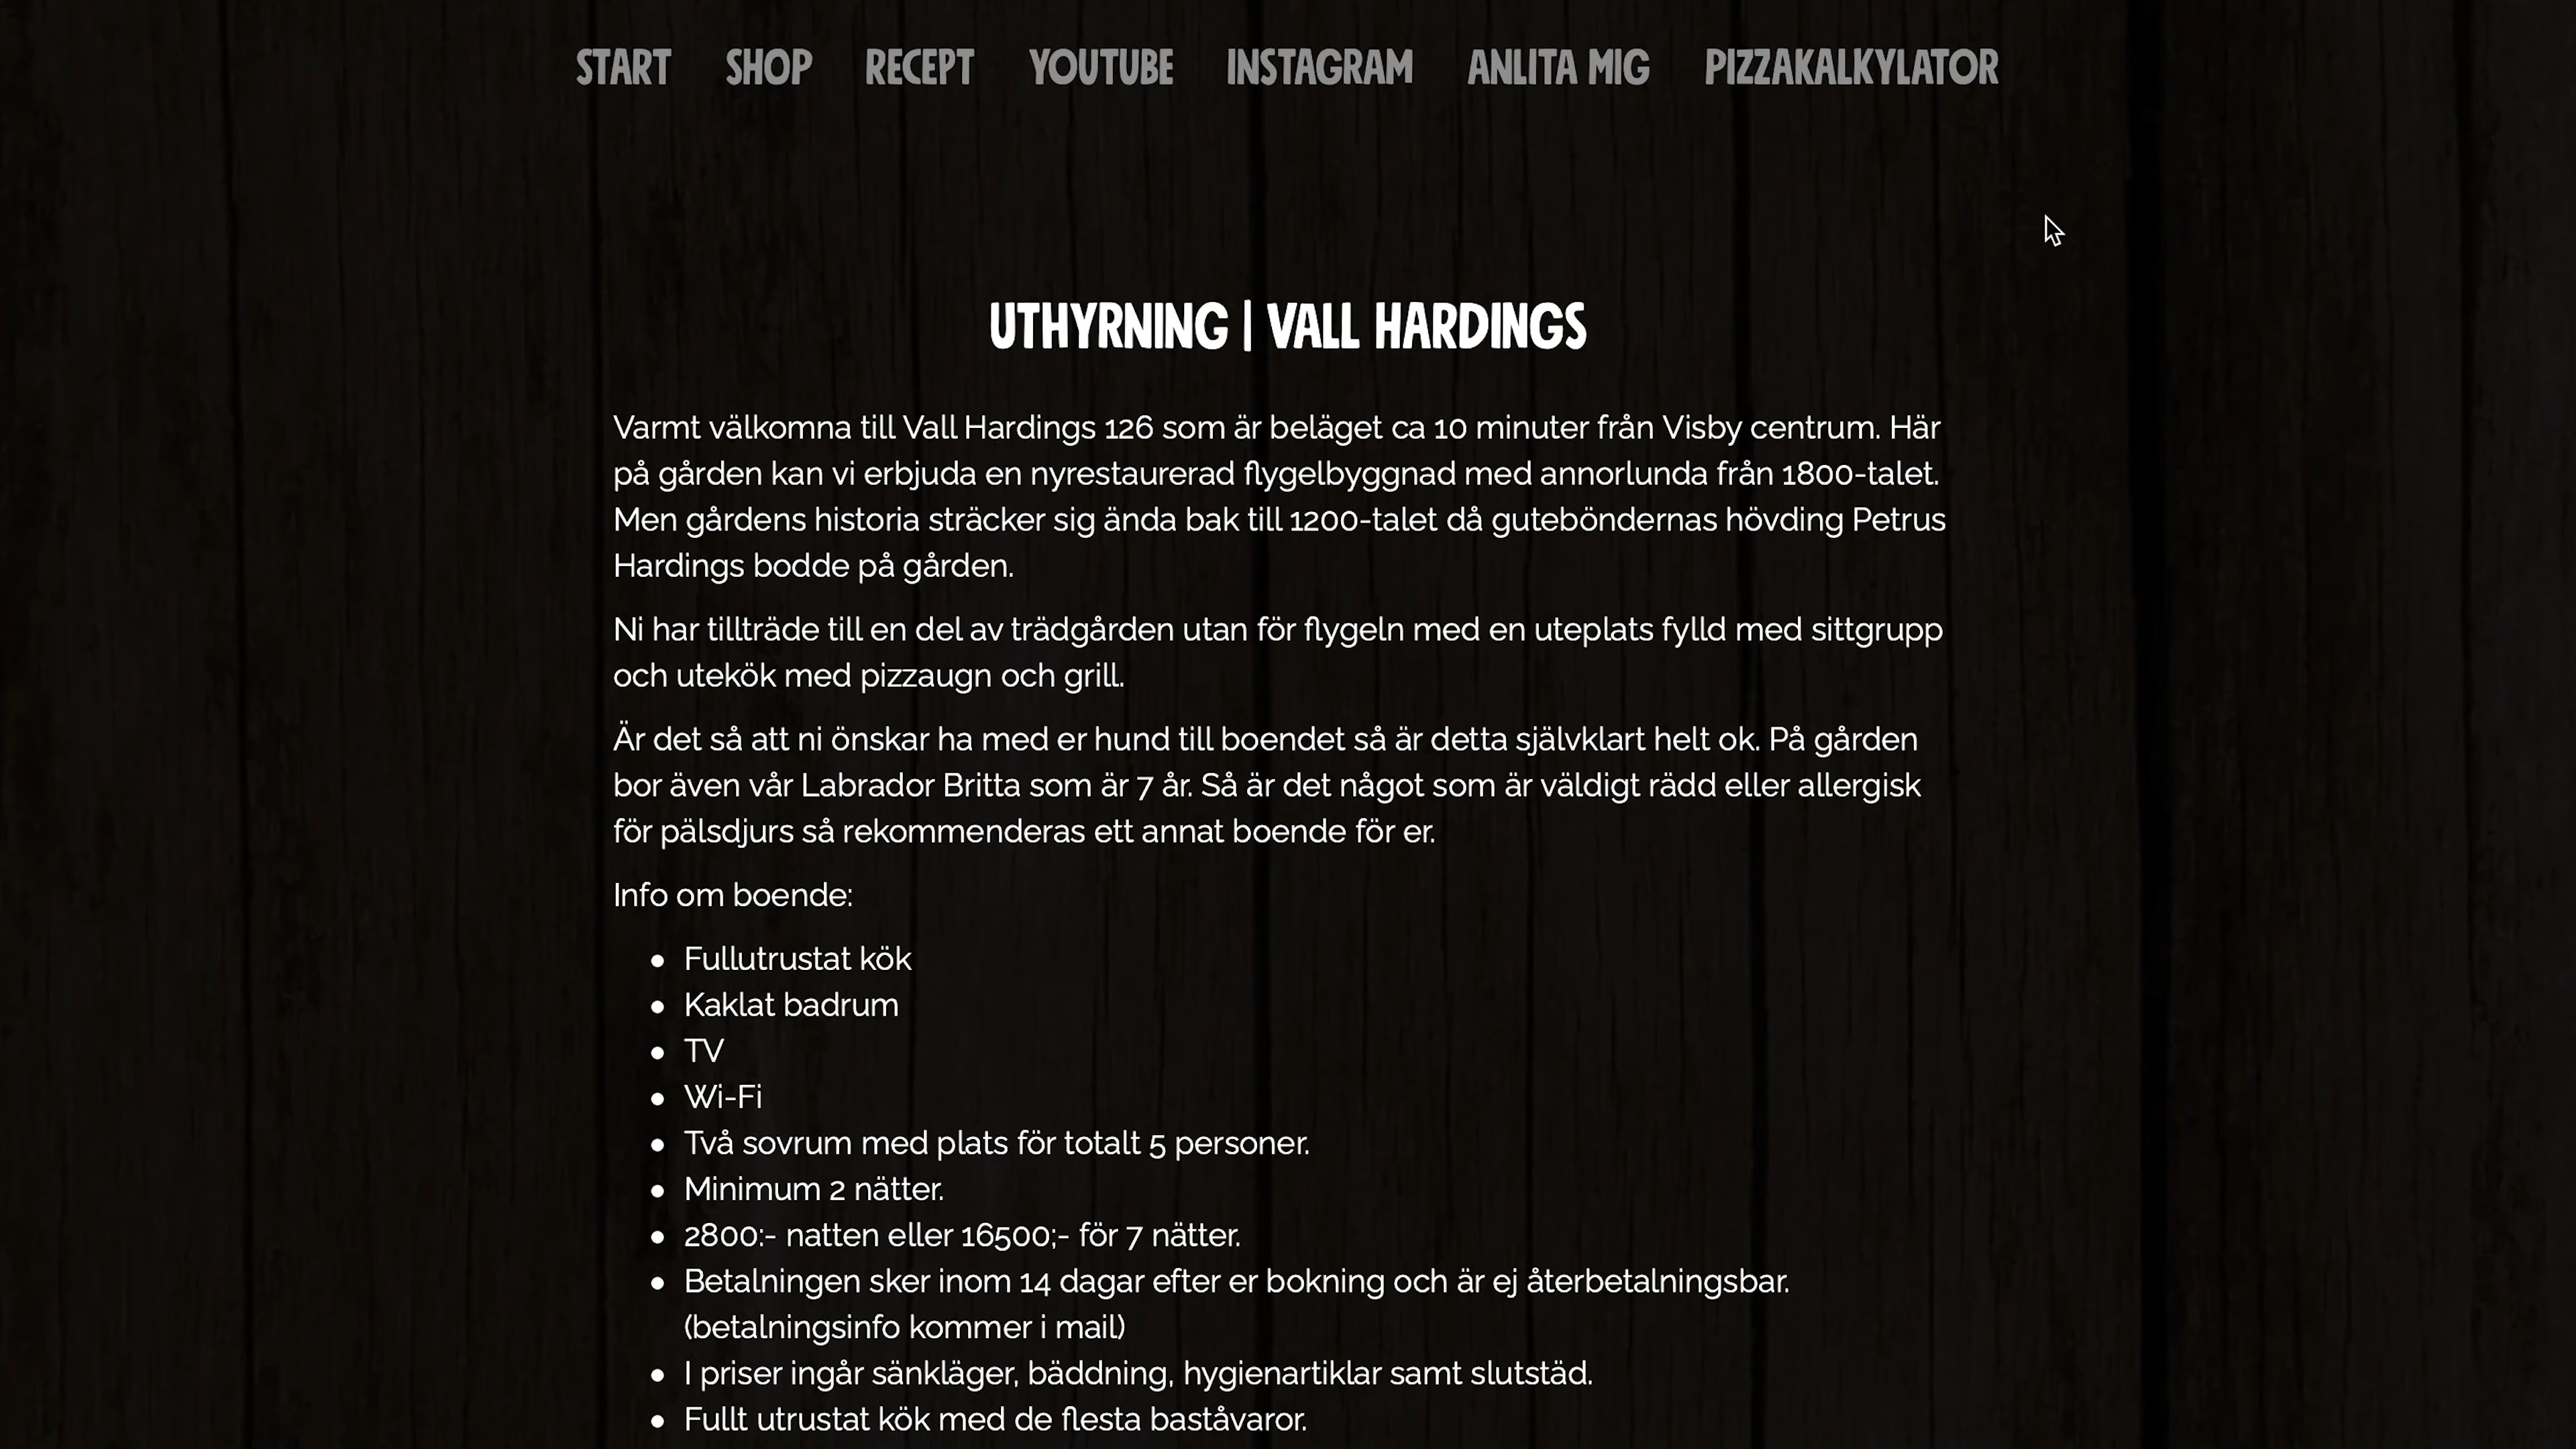 START SHOP RECEPT YOUTUBE INSTAGRAM ANLITA MIG PIZZAKALKYLATOR
UTHYRNING | VALL HARDINGS
Varmt välkomna till Vall Hardings 126 som är beläget ca 10 minuter från Visby centrum. Här
på gården kan vi erbjuda en nyrestaurerad flygelbyggnad med annorlunda från 1800-talet.
Men gårdens historia sträcker sig ända bak till 1200-talet då guteböndernas hövding Petrus
Hardings bodde på gården.
Ni har tillträde till en del av trädgården utan för flygeln med en uteplats fylld med sittgrupp
och utekök med pizzaugn och grill.
Är det så att ni önskar ha med er hund till boendet så är detta självklart helt ok. På gården
bor även vår Labrador Britta som är 7 år. Så är det något som är väldigt rädd eller allergisk
för pälsdjurs så rekommenderas ett annat boende för er.
Info om boende:
• Fullutrustat kök
• Kaklat badrum
• TV
• Wi-Fi
• Två sovrum med plats för totalt 5 personer.
• Minimum 2 nätter.
• 2800:- natten eller 16500;- för 7 nätter.
• Betalningen sker inom 14 dagar efter er bokning och är ej återbetalningsbar.
(betalningsinfo kommer i mail)
• I priser ingår sänkläger, bäddning, hygienartiklar samt slutstäd.
• Fullt utrustat kök med de flesta baståvaror.